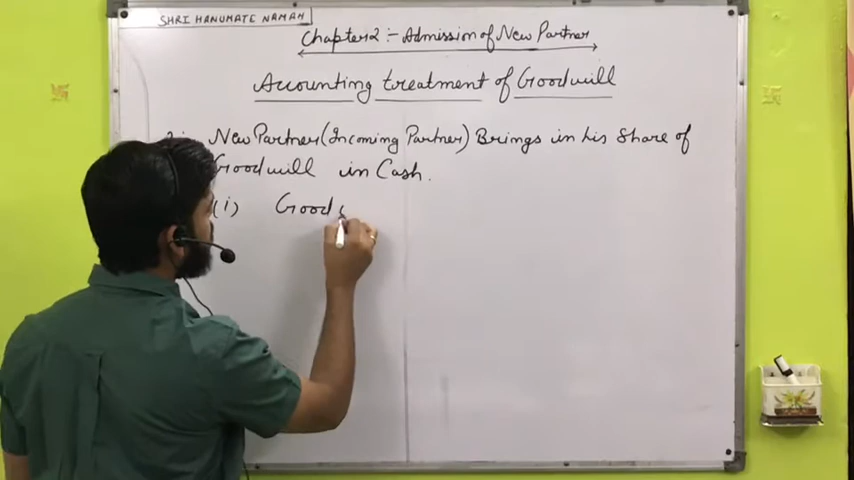 SHRI HANUMATE NAMAH
Chapter 2 :- Admission of New Partner
Accounting treatment of Goodwill
New Partner (Incoming Partner) Brings in his Share of
Goodwill in Cash.
(i) Good